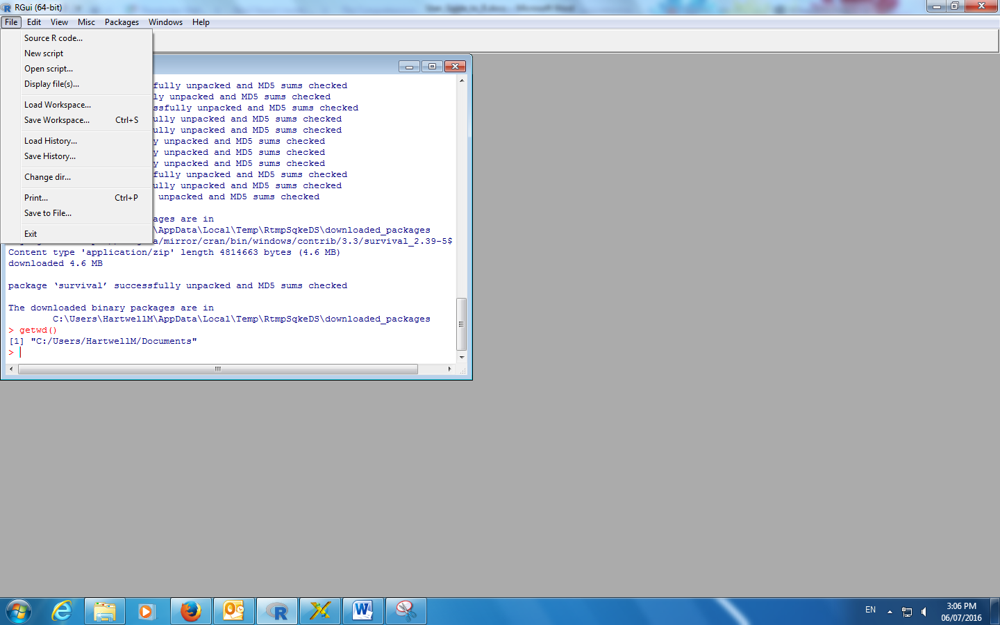 RGui (64-bit)
File Edit View Misc Packages Windows Help
Source R code...
New script
Open script...
Display file(s)...
Load Workspace...
Save Workspace... Ctrl+S
Load History...
Save History...
Change dir...
Print... Ctrl+P
Save to File...
Exit
fully unpacked and MD5 sums checked
ly unpacked and MD5 sums checked
ssfully unpacked and MD5 sums checked
fully unpacked and MD5 sums checked
ully unpacked and MD5 sums checked
y unpacked and MD5 sums checked
y unpacked and MD5 sums checked
y unpacked and MD5 sums checked
fully unpacked and MD5 sums checked
ully unpacked and MD5 sums checked
unpacked and MD5 sums checked
ages are in
\AppData\Local\Temp\RtmpSqkeDS\downloaded_packages
a/mirror/cran/bin/windows/contrib/3.3/survival_2.39-5$
Content type 'application/zip' length 4814663 bytes (4.6 MB)
downloaded 4.6 MB
package ‘survival’ successfully unpacked and MD5 sums checked
The downloaded binary packages are in
C:\Users\HartwellM\AppData\Local\Temp\RtmpSqkeDS\downloaded_packages
> getwd()
[1] "C:/Users/HartwellM/Documents"
>
EN
3:06 PM
06/07/2016